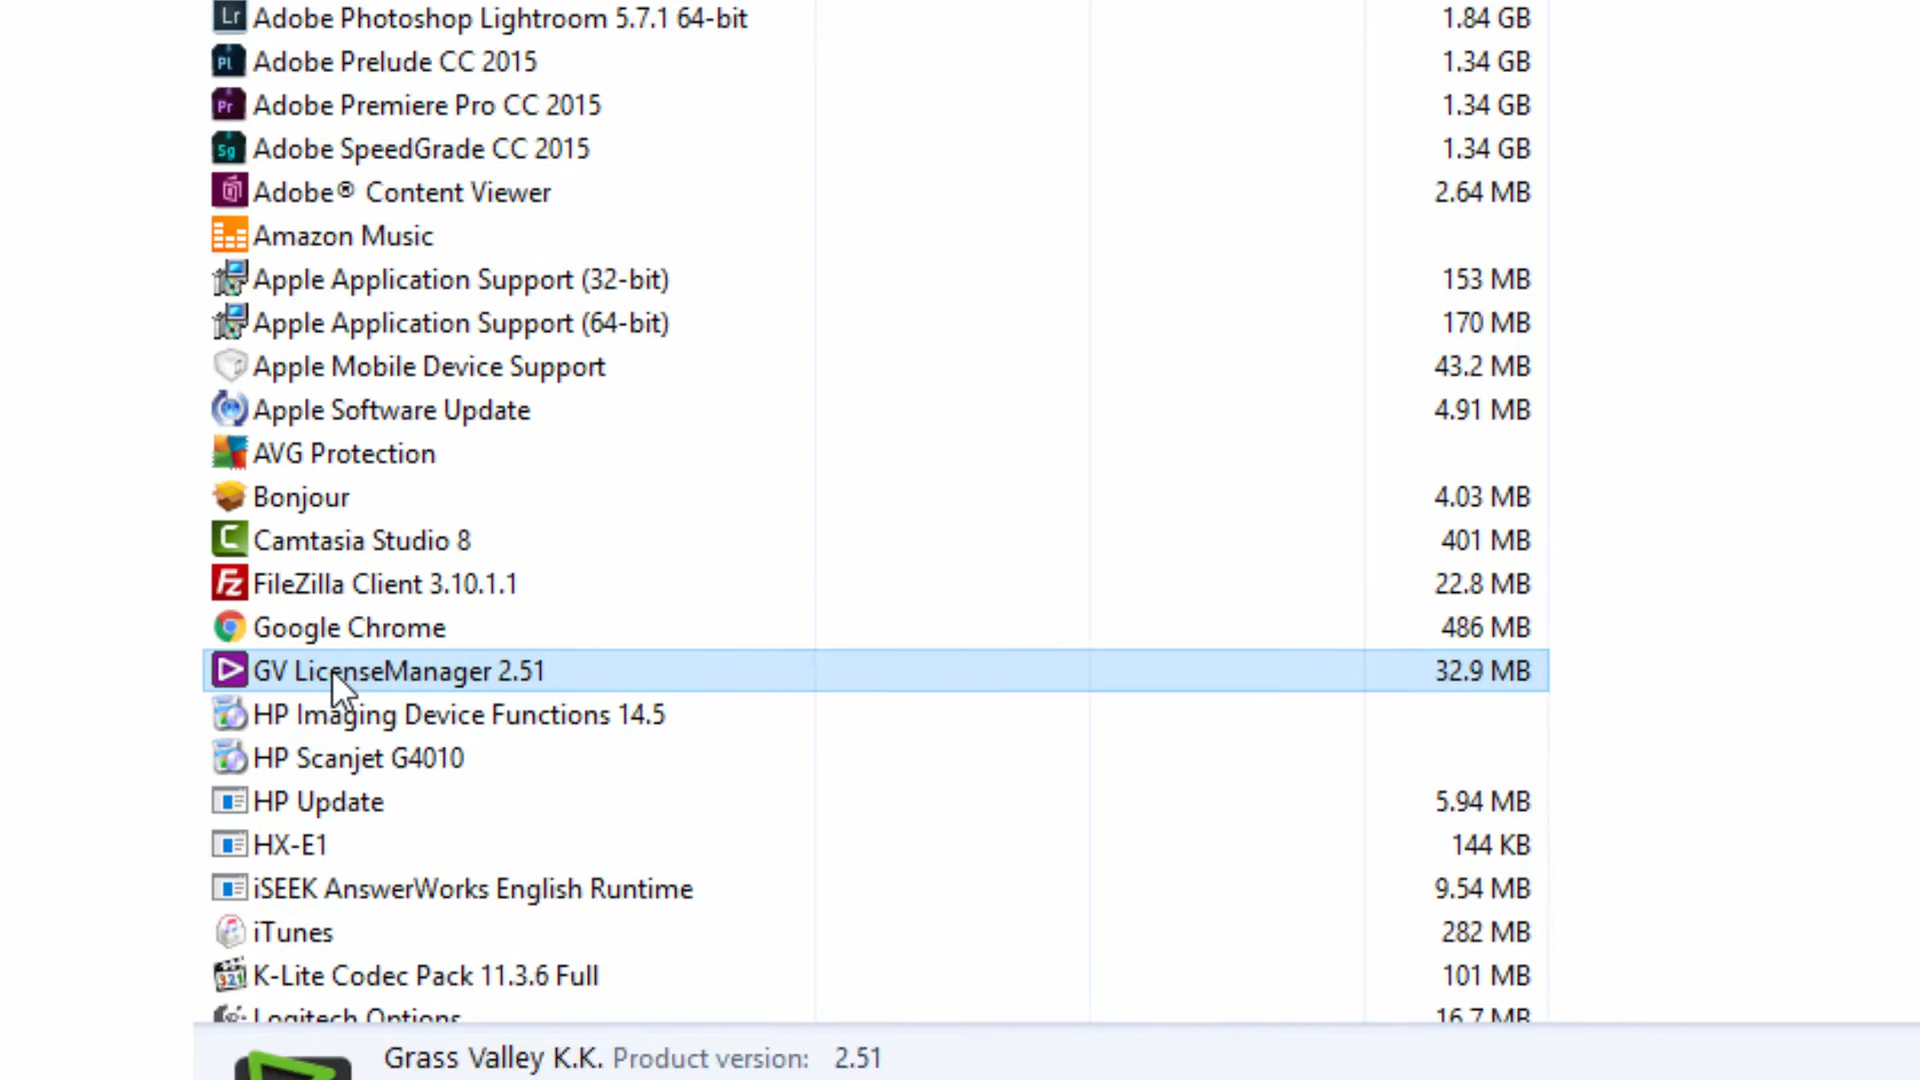 Adobe Photoshop Lightroom 5.7.1 64-bit 1.84 GB
Adobe Prelude CC 2015 1.34 GB
Adobe Premiere Pro CC 2015 1.34 GB
Adobe SpeedGrade CC 2015 1.34 GB
Adobe® Content Viewer 2.64 MB
Amazon Music
Apple Application Support (32-bit) 153 MB
Apple Application Support (64-bit) 170 MB
Apple Mobile Device Support 43.2 MB
Apple Software Update 4.91 MB
AVG Protection
Bonjour 4.03 MB
Camtasia Studio 8 401 MB
FileZilla Client 3.10.1.1 22.8 MB
Google Chrome 486 MB
GV LicenseManager 2.51 32.9 MB
HP Imaging Device Functions 14.5
HP Scanjet G4010
HP Update 5.94 MB
HX-E1 144 KB
iSEEK AnswerWorks English Runtime 9.54 MB
iTunes 282 MB
K-Lite Codec Pack 11.3.6 Full 101 MB
Logitech Options 16.7 MB
Grass Valley K.K. Product version: 2.51